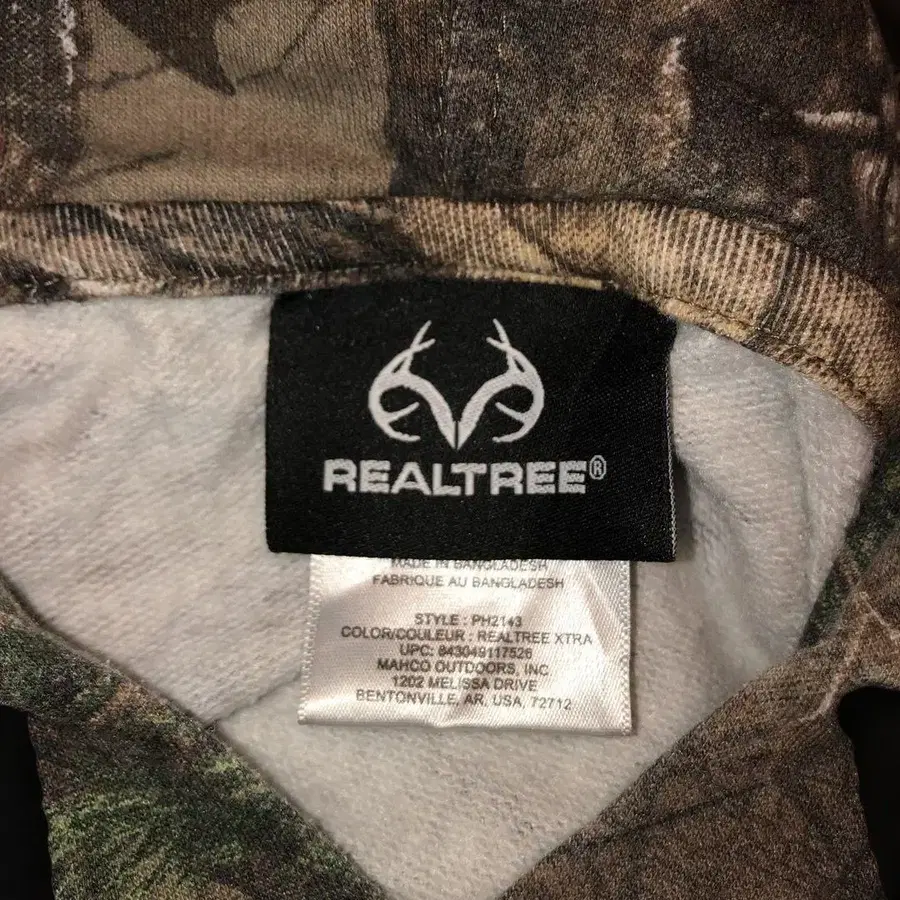 REALTREE®
MADE IN BANGLADESH
FABRIQUE AU BANGLADESH
STYLE : PH2143
COLOR/COULEUR : REALTREE XTRA
UPC: 843049117526
MAHCO OUTDOORS, INC
1202 MELISSA DRIVE
BENTONVILLE, AR, USA, 72712